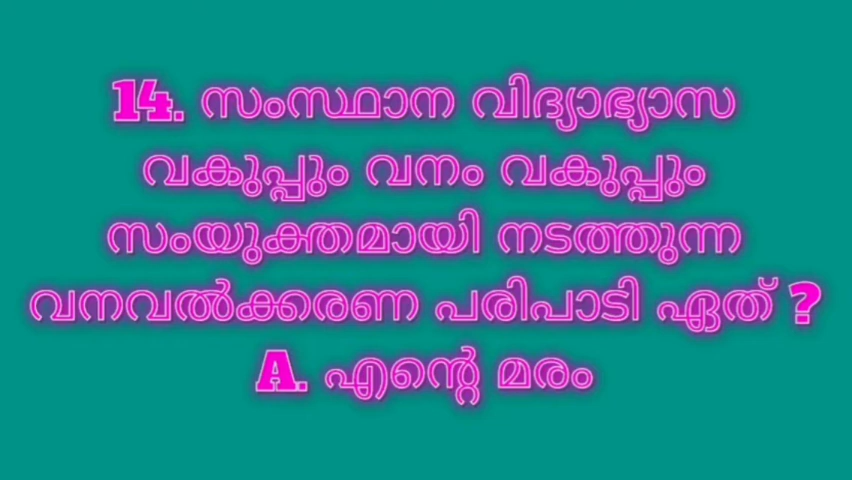 14. സംസ്ഥാന വിദ്യാഭ്യാസ
വകുപ്പും വനം വകുപ്പും
സംയുക്തമായി നടത്തുന്ന
വനവൽക്കരണ പരിപാടി ഏത് ?
A. എന്റെ മരം